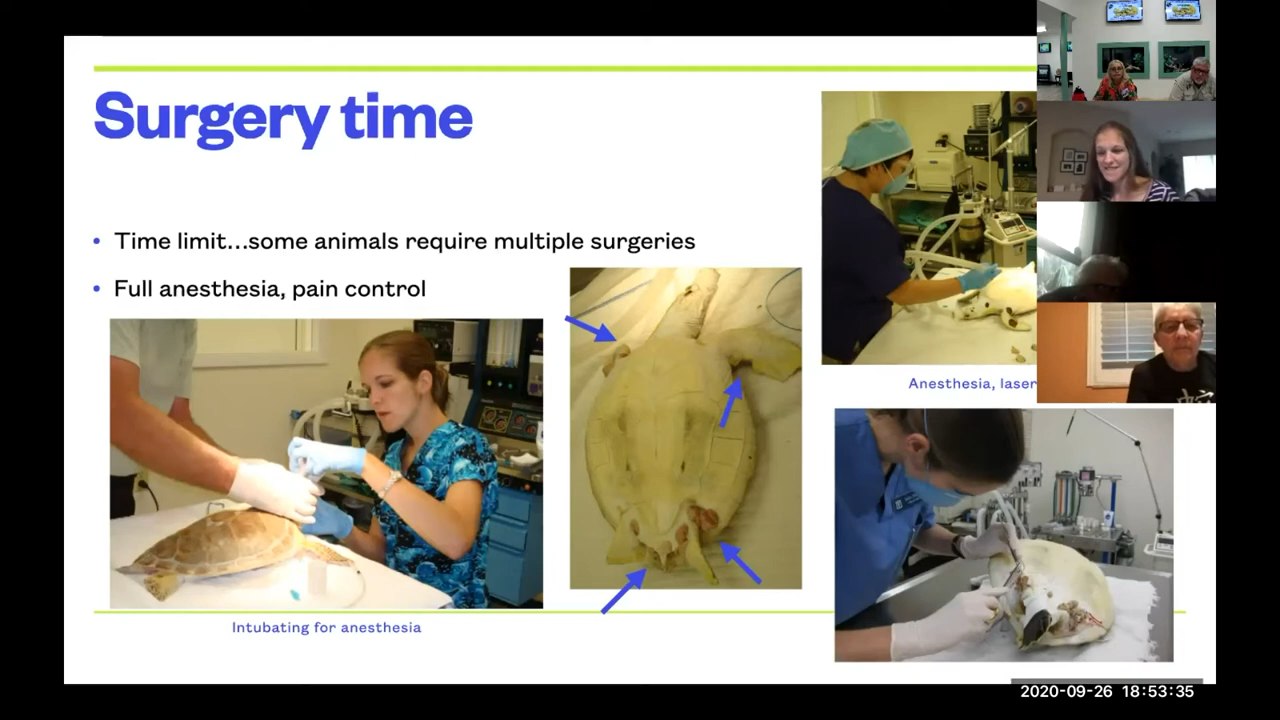 Surgery time
• Time limit...some animals require multiple surgeries
• Full anesthesia, pain control
Anesthesia, laser
Intubating for anesthesia
2020-09-26 18:53:35